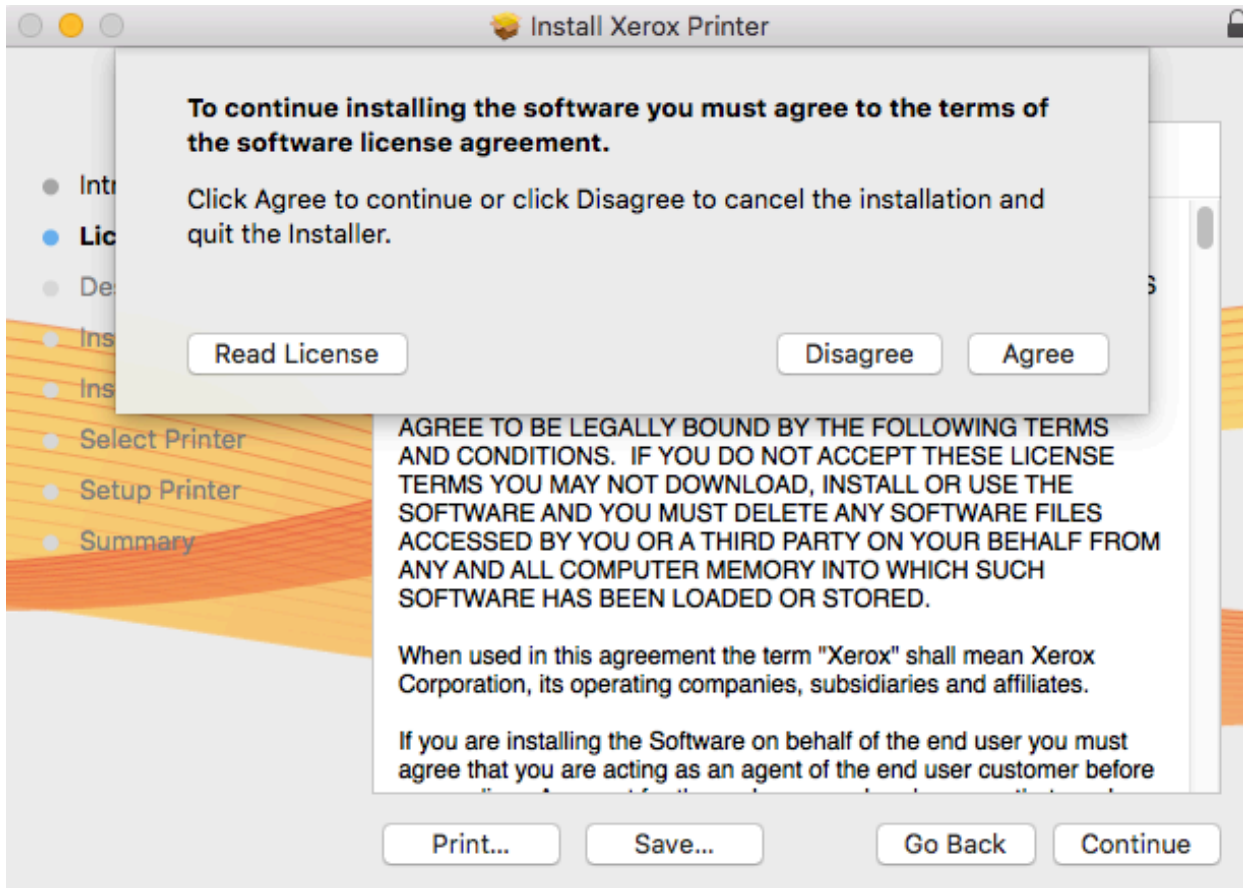 Install Xerox Printer
To continue installing the software you must agree to the terms of
the software license agreement.
Click Agree to continue or click Disagree to cancel the installation and
quit the Installer.
Read License
Disagree
Agree
Select Printer
Setup Printer
Summary
AGREE TO BE LEGALLY BOUND BY THE FOLLOWING TERMS
AND CONDITIONS.  IF YOU DO NOT ACCEPT THESE LICENSE
TERMS YOU MAY NOT DOWNLOAD, INSTALL OR USE THE
SOFTWARE AND YOU MUST DELETE ANY SOFTWARE FILES
ACCESSED BY YOU OR A THIRD PARTY ON YOUR BEHALF FROM
ANY AND ALL COMPUTER MEMORY INTO WHICH SUCH
SOFTWARE HAS BEEN LOADED OR STORED.
When used in this agreement the term "Xerox" shall mean Xerox
Corporation, its operating companies, subsidiaries and affiliates.
If you are installing the Software on behalf of the end user you must
agree that you are acting as an agent of the end user customer before
Print...
Save...
Go Back
Continue